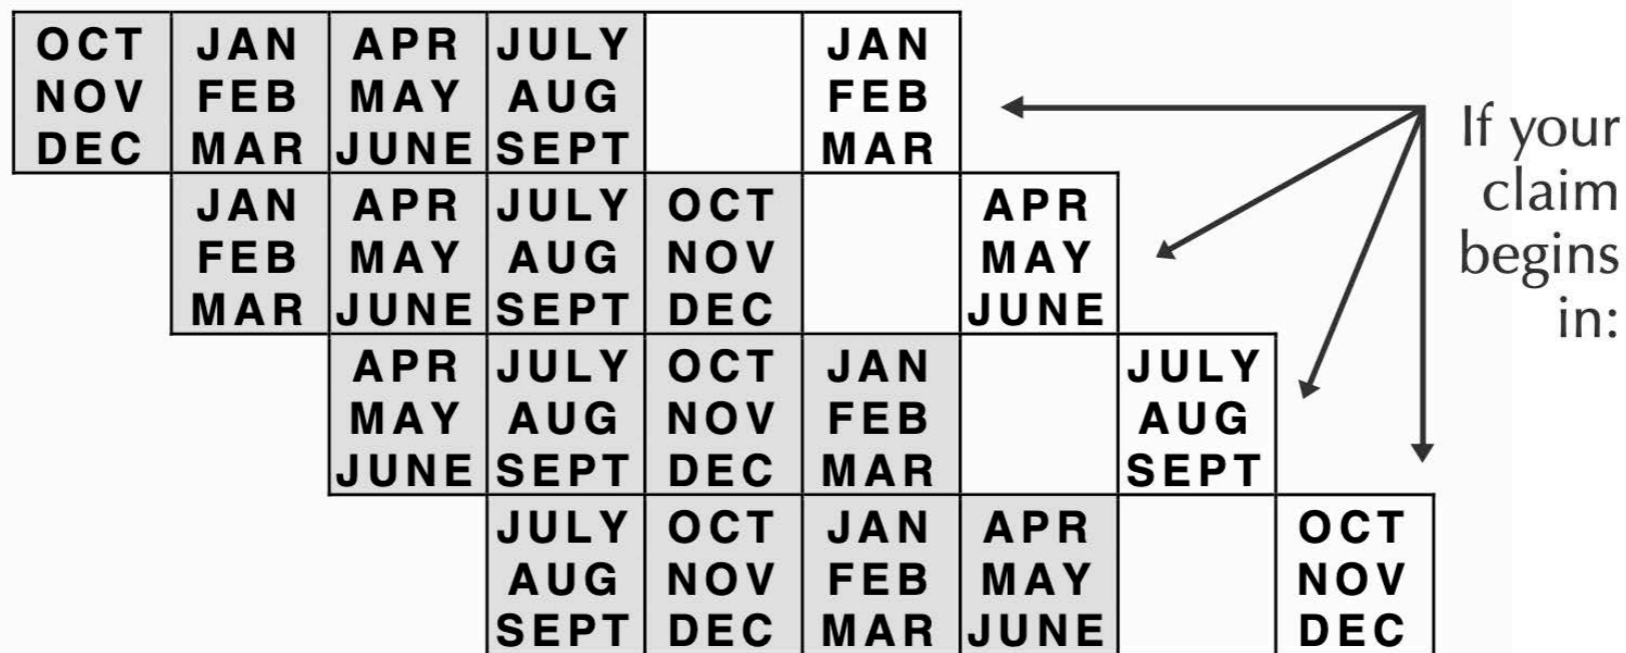 OCT JAN APR JULY JAN
NOV FEB MAY AUG FEB
DEC MAR JUNE SEPT MAR
JAN APR JULY OCT APR
FEB MAY AUG NOV MAY
MAR JUNE SEPT DEC JUNE
APR JULY OCT JAN JULY
MAY AUG NOV FEB AUG
JUNE SEPT DEC MAR SEPT
JULY OCT JAN APR OCT
AUG NOV FEB MAY NOV
SEPT DEC MAR JUNE DEC
If your
claim
begins
in: